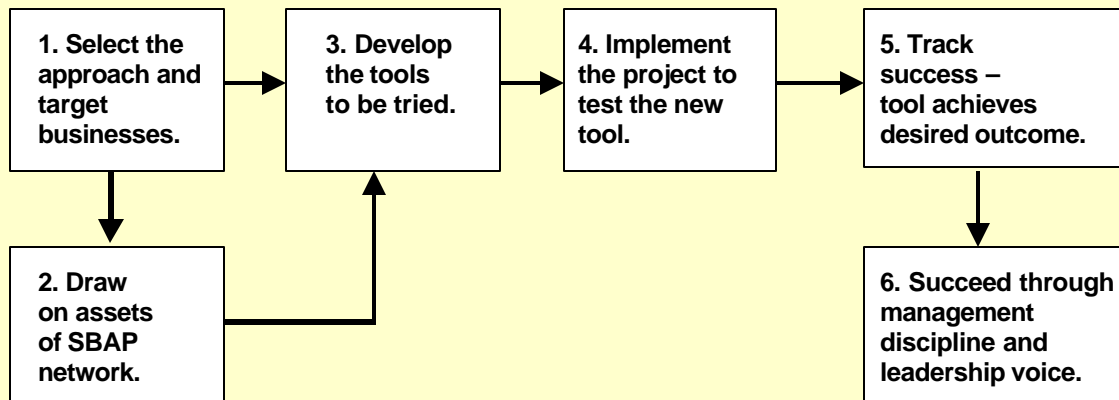 1. Select the
approach and
target
businesses.
2. Draw
on assets
of SBAP
network.
3. Develop
the tools
to be tried.
4. Implement
the project to
test the new
tool.
5. Track
success –
tool achieves
desired outcome.
6. Succeed through
management
discipline and
leadership voice.